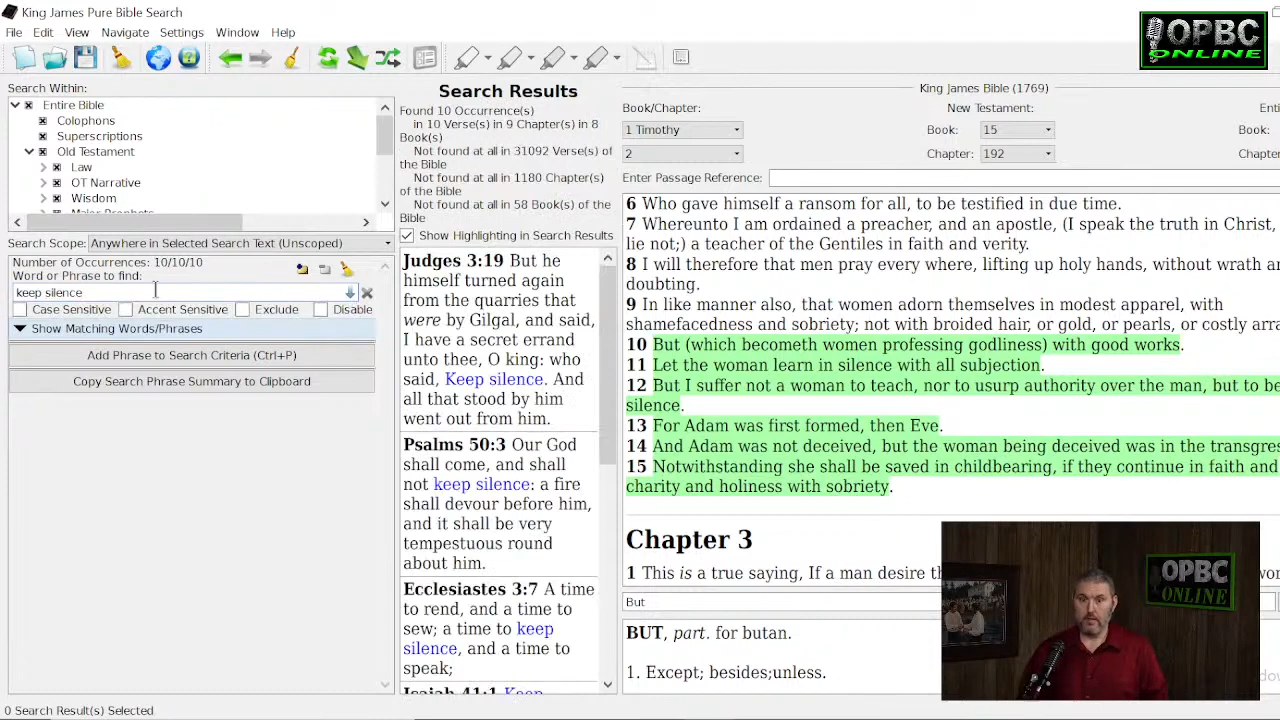 King James Pure Bible Search
File Edit View Navigate Settings Window Help
OPBC
ONLINE
Search Within:
Entire Bible
Colophons
Superscriptions
Old Testament
Law
OT Narrative
Wisdom
Major Prophets
Search Scope: Anywhere in Selected Search Text (Unscoped)
Number of Occurrences: 10/10/10
Word or Phrase to find:
keep silence
Case Sensitive Accent Sensitive Exclude Disable
Show Matching Words/Phrases
Add Phrase to Search Criteria (Ctrl+P)
Copy Search Phrase Summary to Clipboard
0 Search Result(s) Selected
Search Results
Found 10 Occurrence(s)
in 10 Verse(s) in 9 Chapter(s) in 8
Book(s)
Not found at all in 31092 Verse(s) of
the Bible
Not found at all in 1180 Chapter(s)
of the Bible
Not found at all in 58 Book(s) of the
Bible
Show Highlighting in Search Results
Judges 3:19 But he
himself turned again
from the quarries that
were by Gilgal, and said,
I have a secret errand
unto thee, O king: who
said, Keep silence. And
all that stood by him
went out from him.
Psalms 50:3 Our God
shall come, and shall
not keep silence: a fire
shall devour before him,
and it shall be very
tempestuous round
about him.
Ecclesiastes 3:7 A time
to rend, and a time to
sew; a time to keep
silence, and a time to
speak;
Isaiah 41:1 Keep
King James Bible (1769)
Book/Chapter: New Testament: Enti
1 Timothy Book: 15 Book:
2 Chapter: 192 Chapte
Enter Passage Reference:
6 Who gave himself a ransom for all, to be testified in due time.
7 Whereunto I am ordained a preacher, and an apostle, (I speak the truth in Christ,
lie not;) a teacher of the Gentiles in faith and verity.
8 I will therefore that men pray every where, lifting up holy hands, without wrath a
doubting.
9 In like manner also, that women adorn themselves in modest apparel, with
shamefacedness and sobriety; not with broided hair, or gold, or pearls, or costly arra
10 But (which becometh women professing godliness) with good works.
11 Let the woman learn in silence with all subjection.
12 But I suffer not a woman to teach, nor to usurp authority over the man, but to be
silence.
13 For Adam was first formed, then Eve.
14 And Adam was not deceived, but the woman being deceived was in the transgres
15 Notwithstanding she shall be saved in childbearing, if they continue in faith and
charity and holiness with sobriety.
Chapter 3
1 This is a true saying, If a man desire th
But
BUT, part. for butan.
1. Except; besides;unless.
OPBC
ONLINE